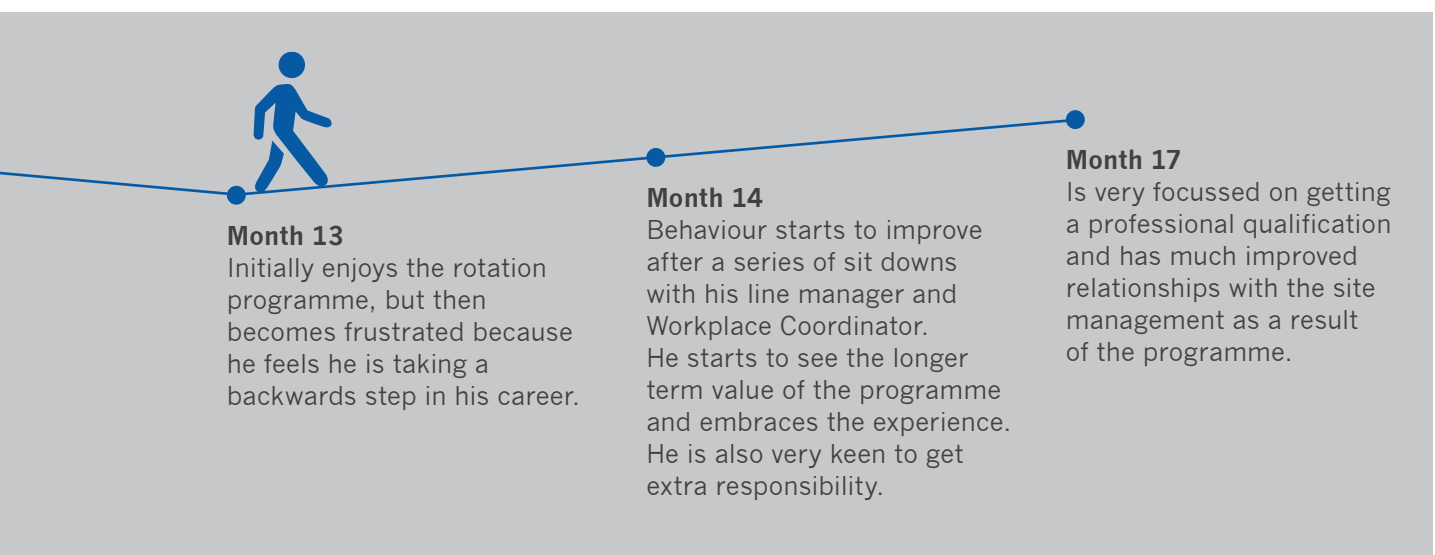 Month 13
Initially enjoys the rotation
programme, but then
becomes frustrated because
he feels he is taking a
backwards step in his career.
Month 14
Behaviour starts to improve
after a series of sit downs
with his line manager and
Workplace Coordinator.
He starts to see the longer
term value of the programme
and embraces the experience.
He is also very keen to get
extra responsibility.
Month 17
Is very focussed on getting
a professional qualification
and has much improved
relationships with the site
management as a result
of the programme.